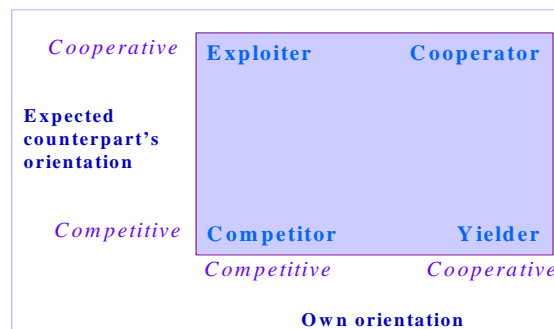 Cooperative
Exploiter Cooperator
Expected
counterpart's
orientation
Competitive
Competitor Yielder
Competitive Cooperative
Own orientation